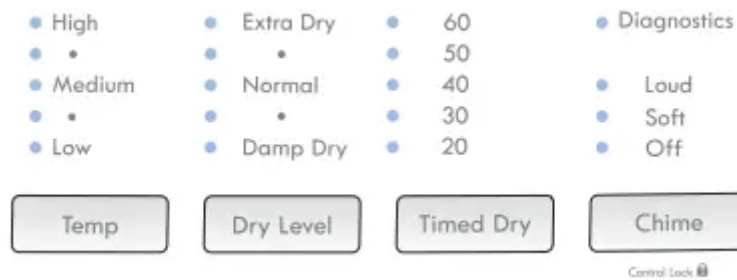 High
Medium
Low
Temp
Extra Dry
Normal
Damp Dry
Dry Level
60
50
40
30
20
Timed Dry
Diagnostics
Loud
Soft
Off
Chime
Control Lock